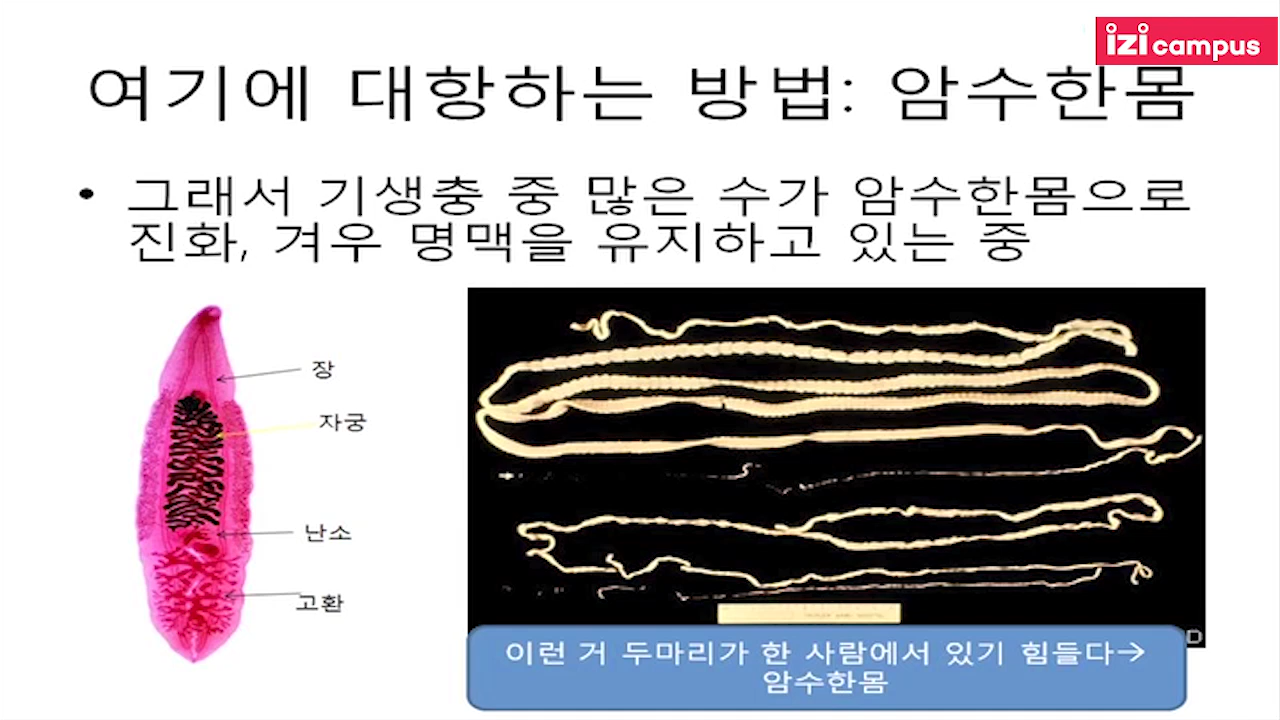 izi campus
여기에 대항하는 방법: 암수한몸
• 그래서 기생충 중 많은 수가 암수한몸으로
진화, 겨우 명맥을 유지하고 있는 중
장
자궁
난소
고환
D
이런 거 두마리가 한 사람에서 있기 힘들다→
암수한몸